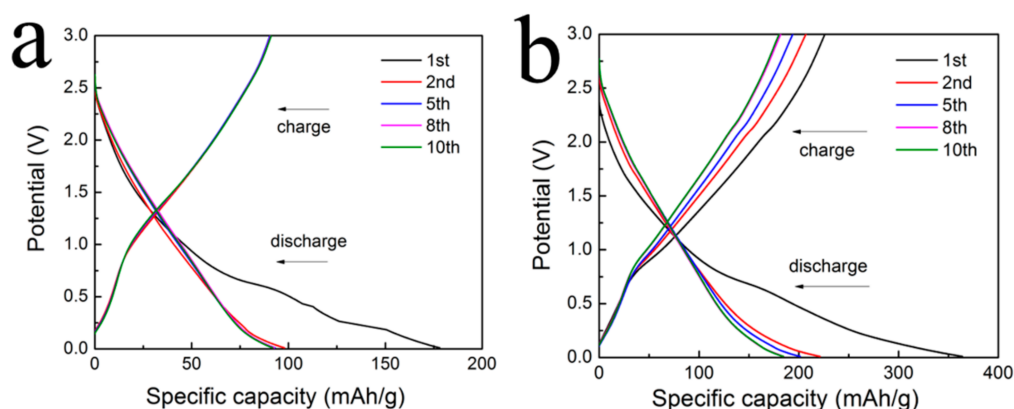 a
3.0
2.5
2.0
1.5
1.0
0.5
0.0
Potential (V)
1st
2nd
5th
8th
10th
charge
discharge
0
50
100
150
200
Specific capacity (mAh/g)
b
3.0
2.5
2.0
1.5
1.0
0.5
0.0
Potential (V)
1st
2nd
5th
8th
10th
charge
discharge
0
100
200
300
400
Specific capacity (mAh/g)